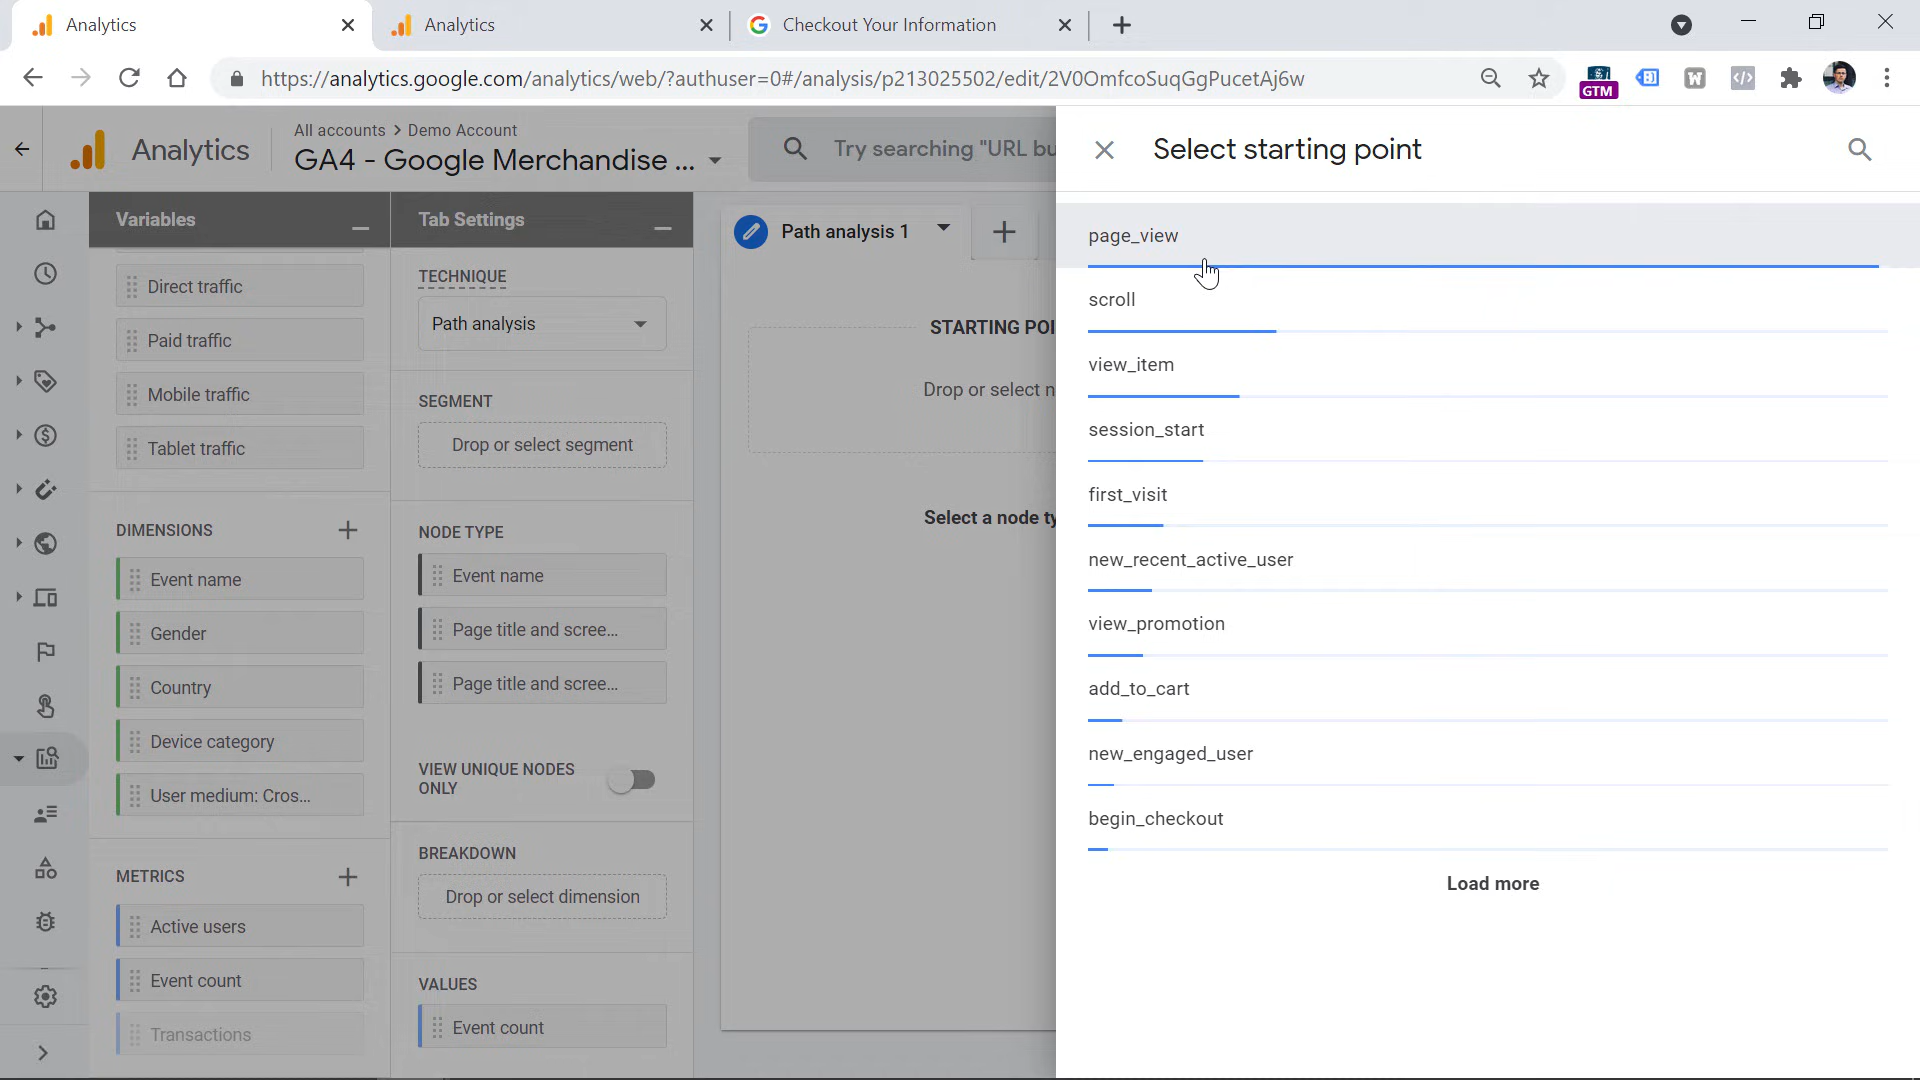 Analytics
Analytics
Checkout Your Information
https://analytics.google.com/analytics/web/?authuser=0#/analysis/p213025502/edit/2V0OmfcoSuqGgPucetAj6w
GTM
Analytics
All accounts > Demo Account
GA4 - Google Merchandise ...
Try searching "URL bu
Select starting point
Variables
Direct traffic
Paid traffic
Mobile traffic
Tablet traffic
DIMENSIONS
Event name
Gender
Country
Device category
User medium: Cros...
METRICS
Active users
Event count
Transactions
Tab Settings
TECHNIQUE
Path analysis
SEGMENT
Drop or select segment
NODE TYPE
Event name
Page title and scree...
Page title and scree...
VIEW UNIQUE NODES
ONLY
BREAKDOWN
Drop or select dimension
VALUES
Event count
Path analysis 1
STARTING POI
Drop or select n
Select a node ty
page_view
scroll
view_item
session_start
first_visit
new_recent_active_user
view_promotion
add_to_cart
new_engaged_user
begin_checkout
Load more